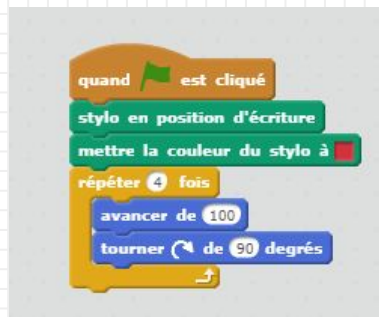 quand est cliqué
stylo en position d'écriture
mettre la couleur du stylo à
répéter 4 fois
avancer de 100
tourner de 90 degrés